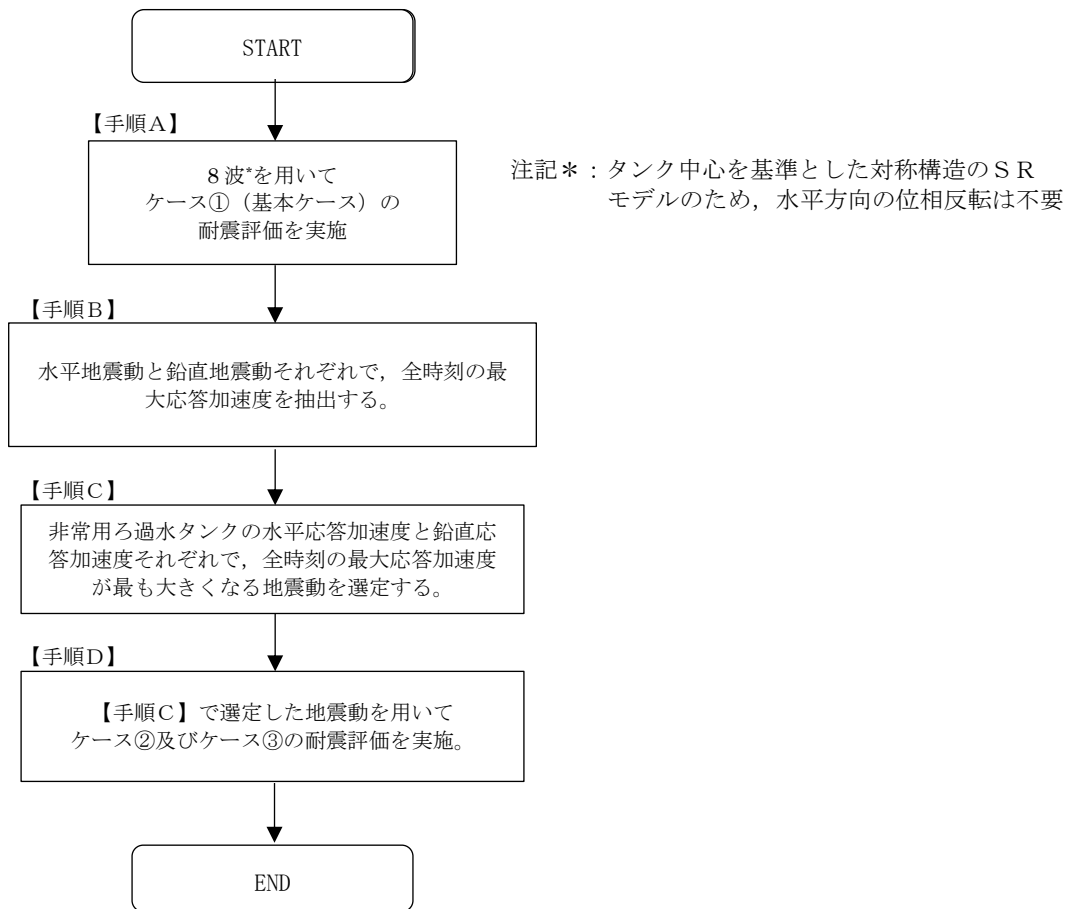 START
【手順Ａ】
８波*を用いて
ケース①（基本ケース）の
耐震評価を実施
注記＊：タンク中心を基準とした対称構造のＳＲ
モデルのため，水平方向の位相反転は不要
【手順Ｂ】
水平地震動と鉛直地震動それぞれで，全時刻の最
大応答加速度を抽出する。
【手順Ｃ】
非常用ろ過水タンクの水平応答加速度と鉛直応
答加速度それぞれで，全時刻の最大応答加速度
が最も大きくなる地震動を選定する。
【手順Ｄ】
【手順Ｃ】で選定した地震動を用いて
ケース②及びケース③の耐震評価を実施。
END